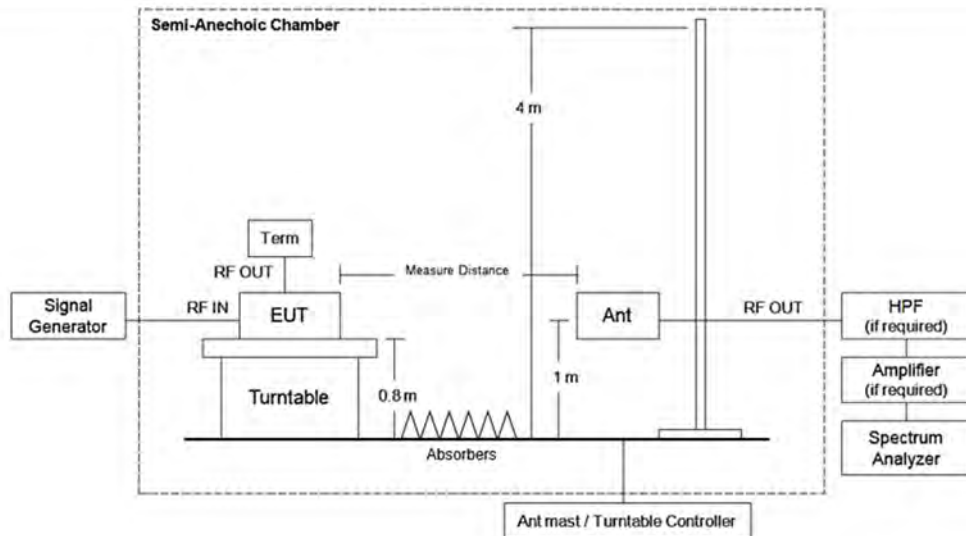 Semi-Anechoic Chamber
4 m
Term
RF OUT
Measure Distance
Signal
Generator
RF IN
EUT
Ant
RF OUT
HPF
(if required)
Turntable
0.8 m
1 m
Amplifier
(if required)
Absorbers
Spectrum
Analyzer
Ant mast / Turntable Controller